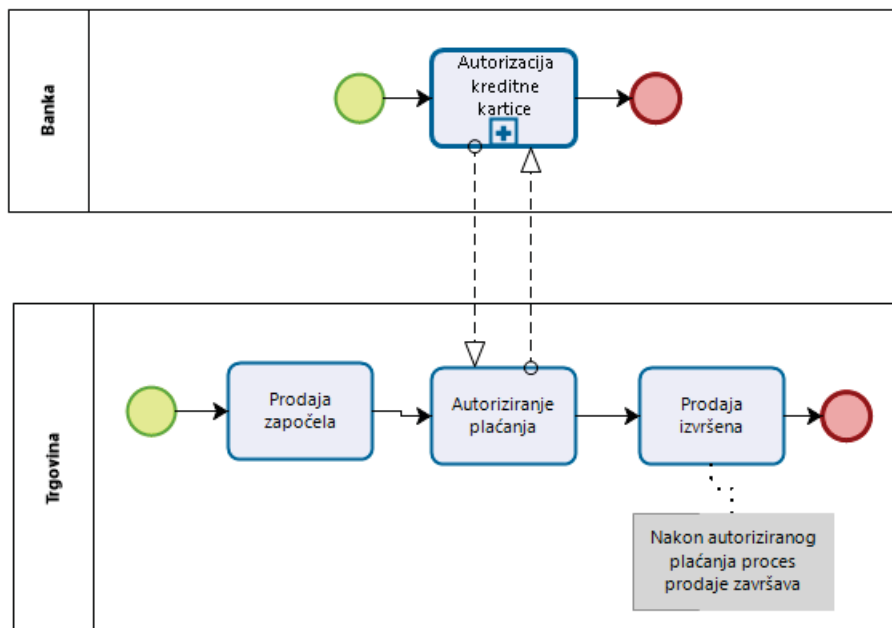 Banka
Autorizacija
kreditne
kartice
Trgovina
Prodaja
započela
Autoriziranje
plaćanja
Prodaja
izvršena
Nakon autoriziranog
plaćanja proces
prodaje završava